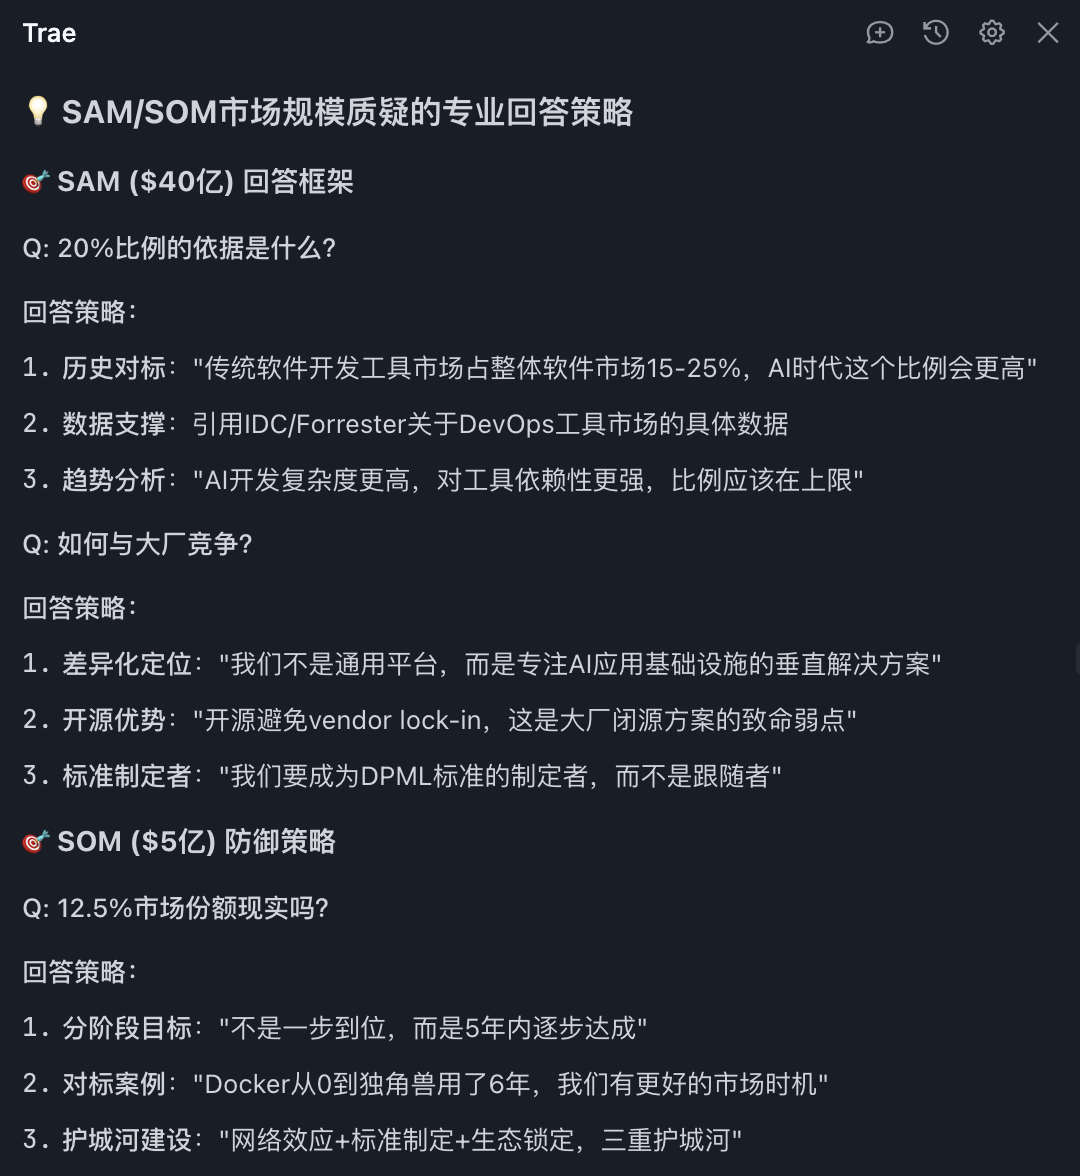 Trae
💡 SAM/SOM市场规模质疑的专业回答策略
🎯 SAM ($40亿) 回答框架
Q: 20%比例的依据是什么?
回答策略：
1. 历史对标："传统软件开发工具市场占整体软件市场15-25%，AI时代这个比例会更高"
2. 数据支撑：引用IDC/Forrester关于DevOps工具市场的具体数据
3. 趋势分析："AI开发复杂度更高，对工具依赖性更强，比例应该在上限"
Q: 如何与大厂竞争?
回答策略：
1. 差异化定位："我们不是通用平台，而是专注AI应用基础设施的垂直解决方案"
2. 开源优势："开源避免vendor lock-in，这是大厂闭源方案的致命弱点"
3. 标准制定者："我们要成为DPML标准的制定者，而不是跟随者"
🎯 SOM ($5亿) 防御策略
Q: 12.5%市场份额现实吗?
回答策略：
1. 分阶段目标："不是一步到位，而是5年内逐步达成"
2. 对标案例："Docker从0到独角兽用了6年，我们有更好的市场时机"
3. 护城河建设："网络效应+标准制定+生态锁定，三重护城河"